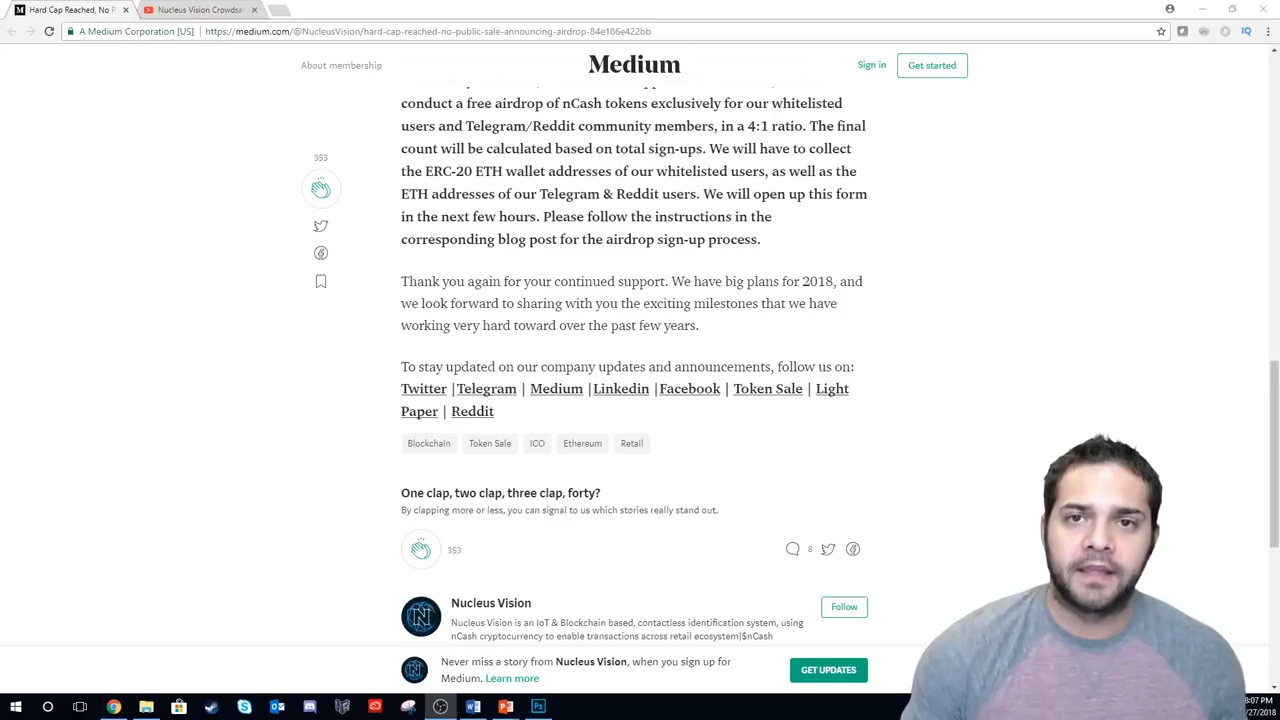 Hard Cap Reached, No P
Nucleus Vision Crowdsa
A Medium Corporation [US]
https://medium.com/@NucleusVision/hard-cap-reached-no-public-sale-announcing-airdrop-84e186e422bb
About membership
Medium
Sign in
Get started
conduct a free airdrop of nCash tokens exclusively for our whitelisted
users and Telegram/Reddit community members, in a 4:1 ratio. The final
count will be calculated based on total sign-ups. We will have to collect
the ERC-20 ETH wallet addresses of our whitelisted users, as well as the
ETH addresses of our Telegram & Reddit users. We will open up this form
in the next few hours. Please follow the instructions in the
corresponding blog post for the airdrop sign-up process.
353
Thank you again for your continued support. We have big plans for 2018, and
we look forward to sharing with you the exciting milestones that we have
working very hard toward over the past few years.
To stay updated on our company updates and announcements, follow us on:
Twitter |Telegram | Medium |Linkedin |Facebook | Token Sale | Light
Paper | Reddit
Blockchain
Token Sale
ICO
Ethereum
Retail
One clap, two clap, three clap, forty?
By clapping more or less, you can signal to us which stories really stand out.
353
8
Nucleus Vision
Follow
Nucleus Vision is an IoT & Blockchain based, contactless identification system, using
nCash cryptocurrency to enable transactions across retail ecosystem|$nCash
Never miss a story from Nucleus Vision, when you sign up for
Medium. Learn more
GET UPDATES
8:07 PM
/27/2018